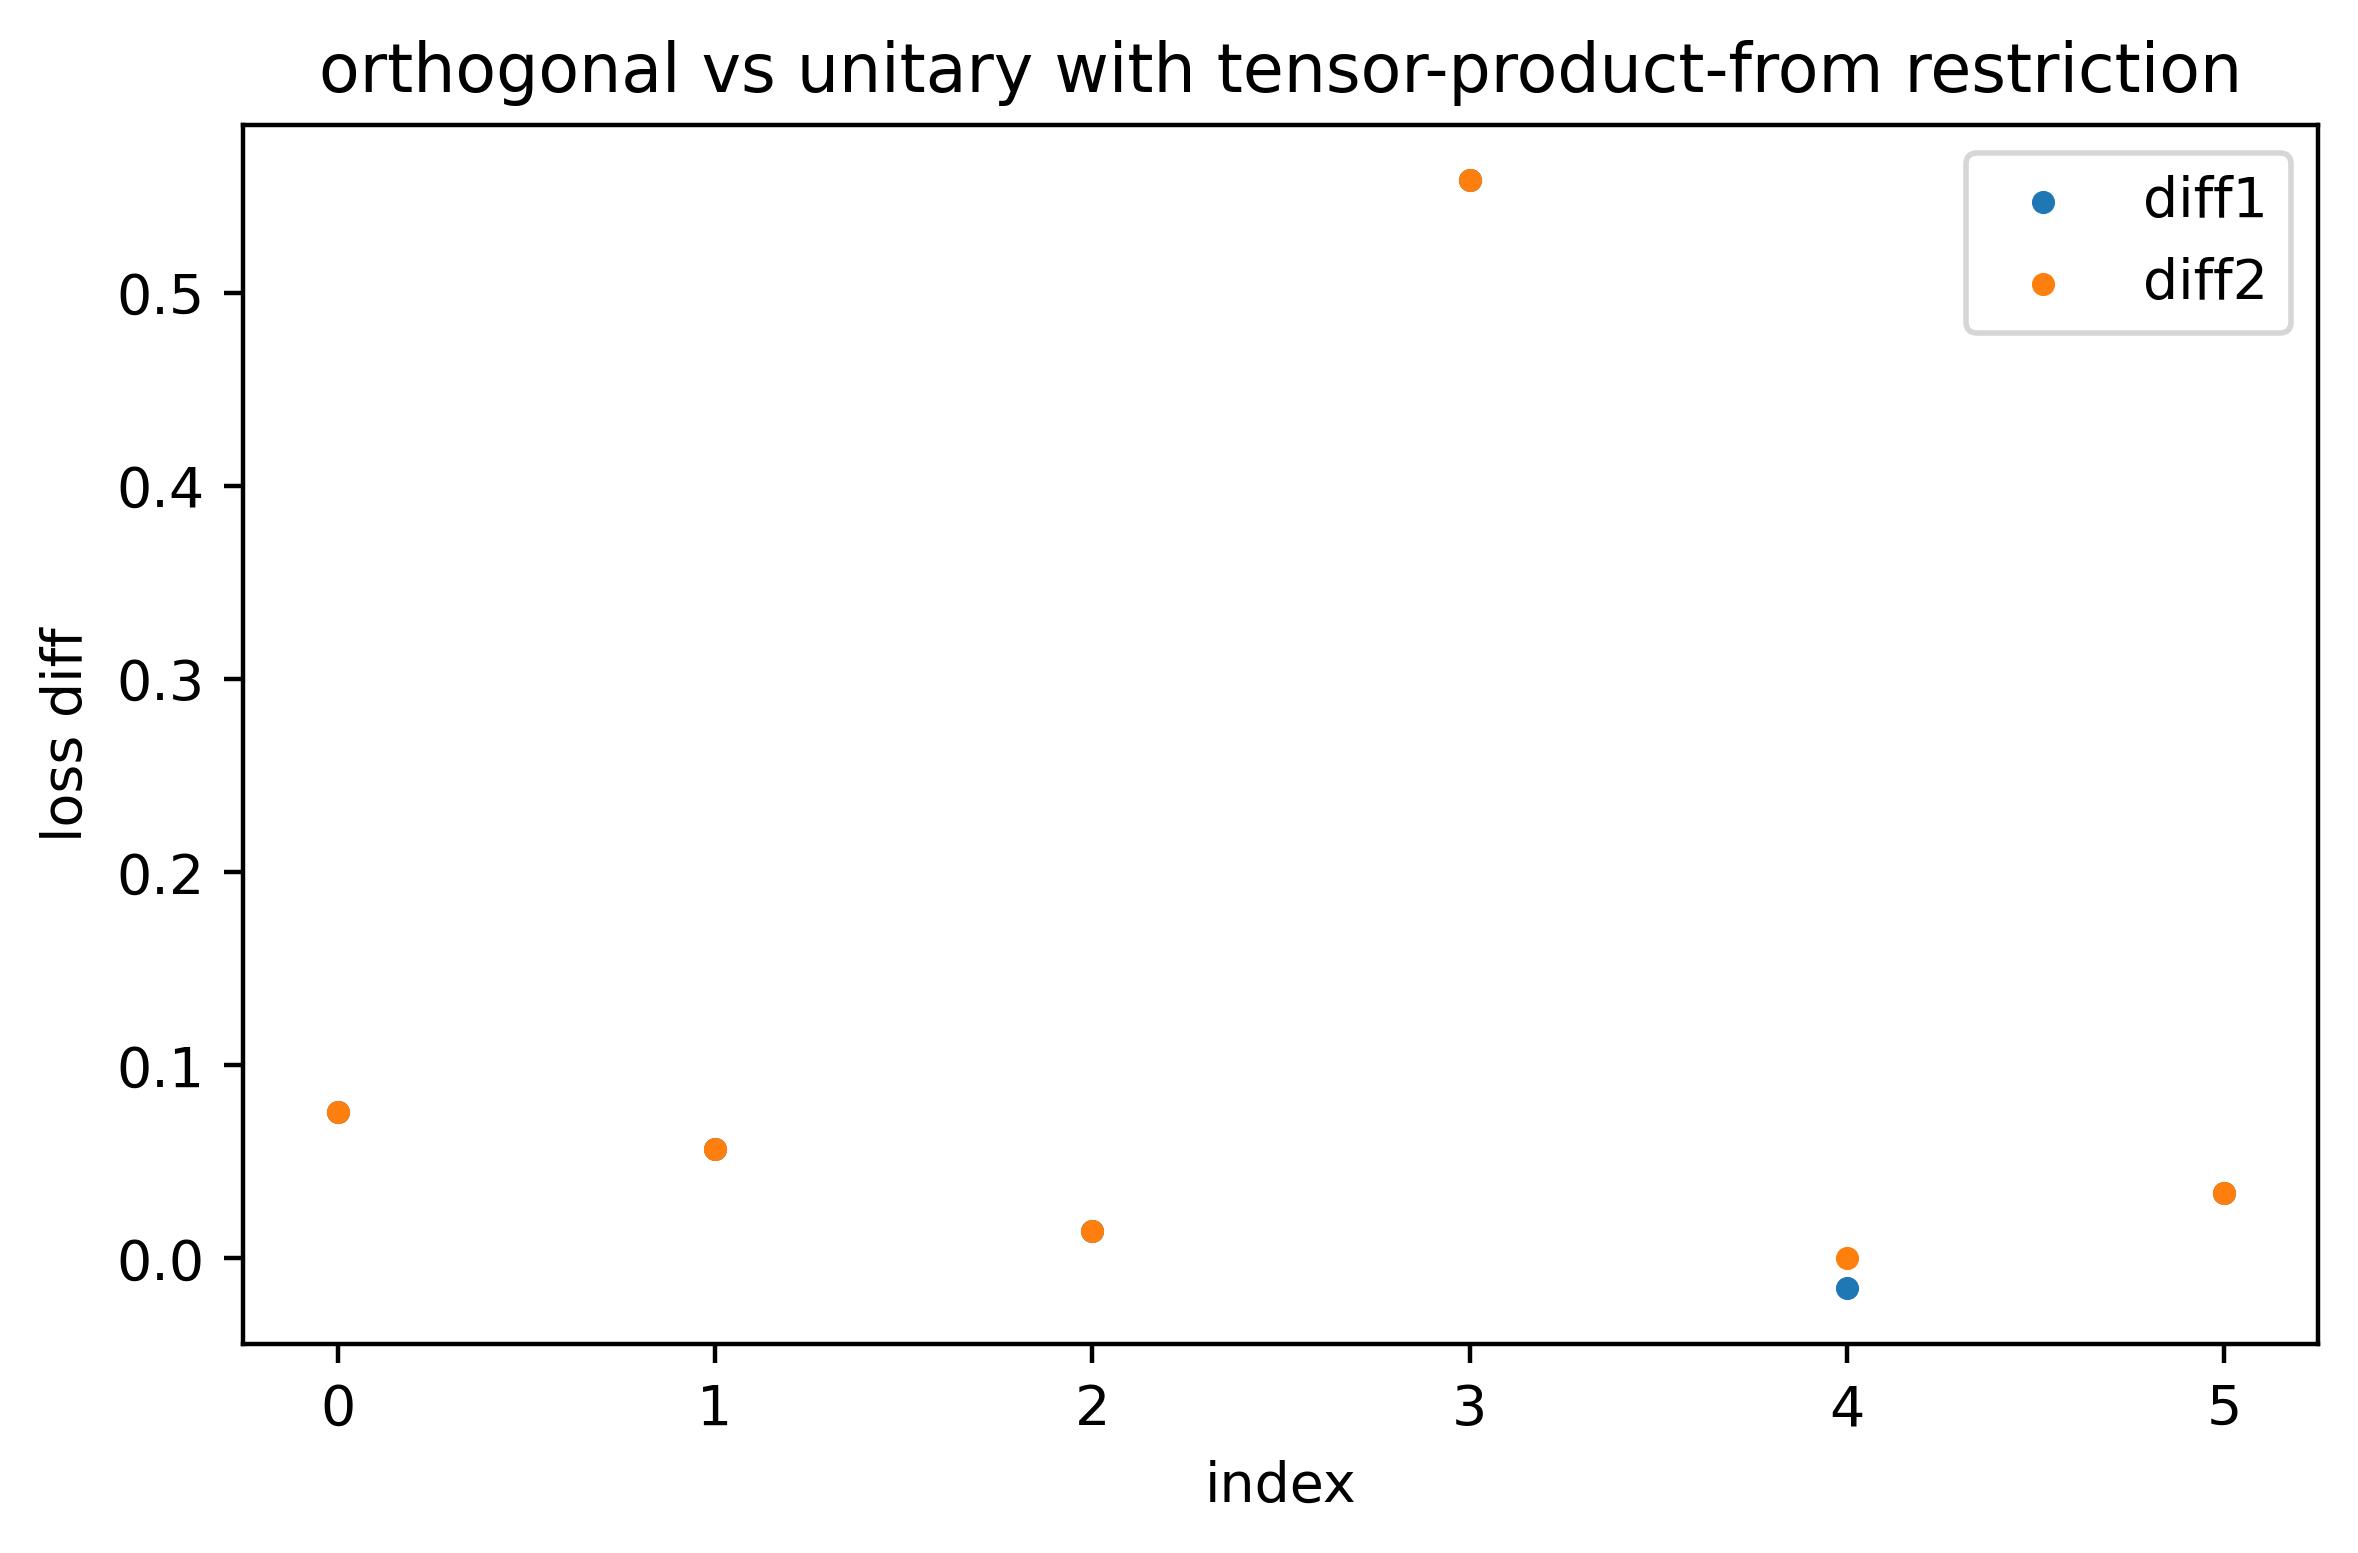 orthogonal vs unitary with tensor-product-from restriction
diff1
diff2
0.5
0.4
0.3
0.2
0.1
0.0
loss diff
0 1 2 3 4 5
index